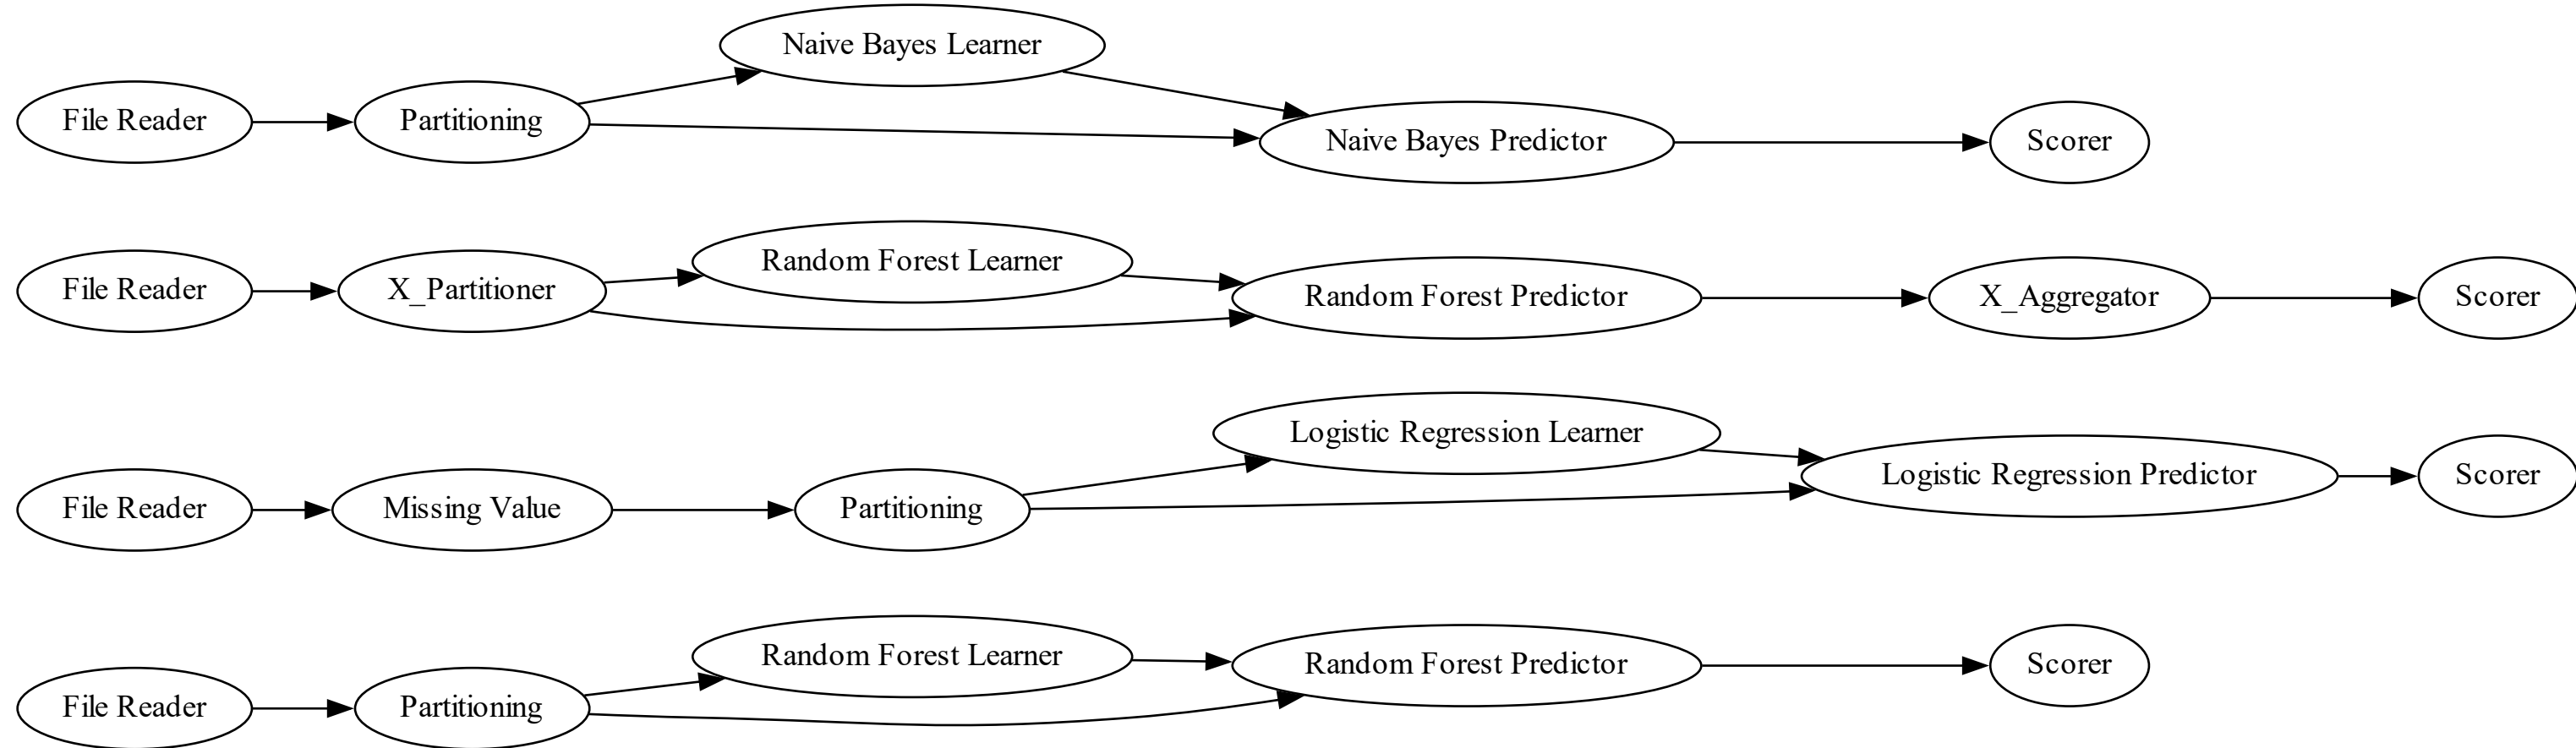 Naive Bayes Learner
File Reader
Partitioning
Naive Bayes Predictor
Scorer
File Reader
X_Partitioner
Random Forest Learner
Random Forest Predictor
X_Aggregator
Scorer
File Reader
Missing Value
Partitioning
Logistic Regression Learner
Logistic Regression Predictor
Scorer
File Reader
Partitioning
Random Forest Learner
Random Forest Predictor
Scorer